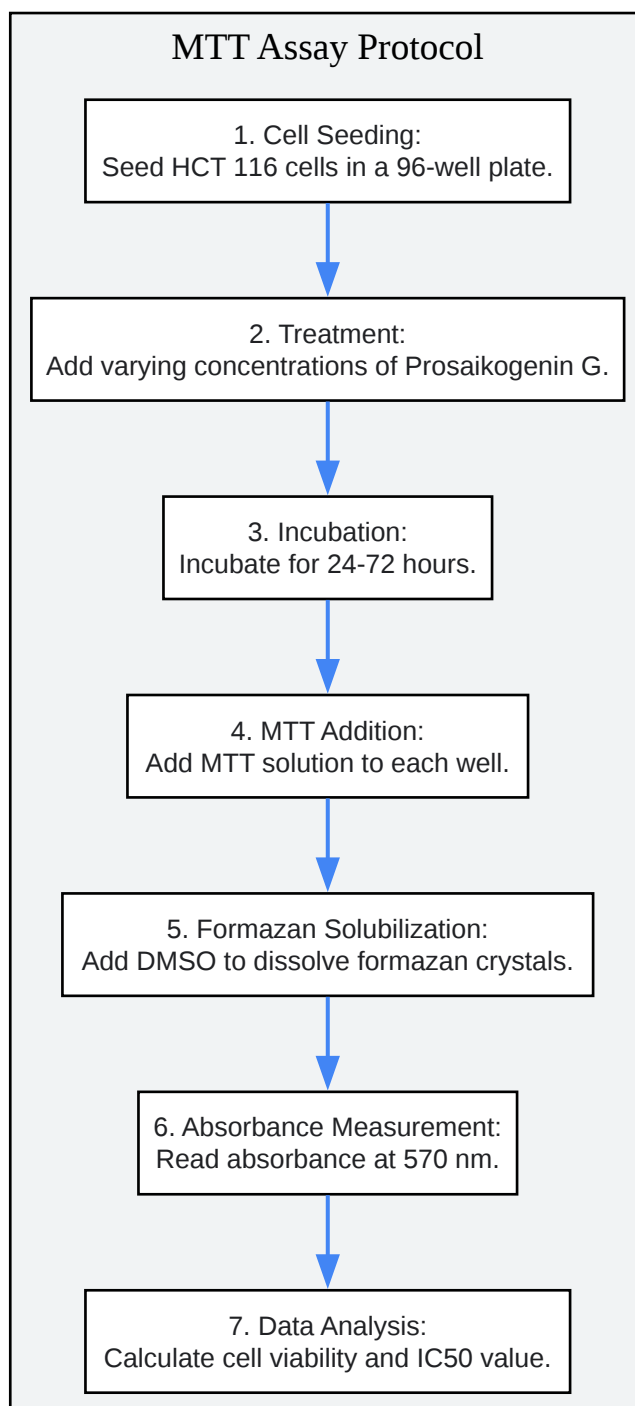 MTT Assay Protocol
1. Cell Seeding:
Seed HCT 116 cells in a 96-well plate.
2. Treatment:
Add varying concentrations of Prosaikogenin G.
3. Incubation:
Incubate for 24-72 hours.
4. MTT Addition:
Add MTT solution to each well.
5. Formazan Solubilization:
Add DMSO to dissolve formazan crystals.
6. Absorbance Measurement:
Read absorbance at 570 nm.
7. Data Analysis:
Calculate cell viability and IC50 value.